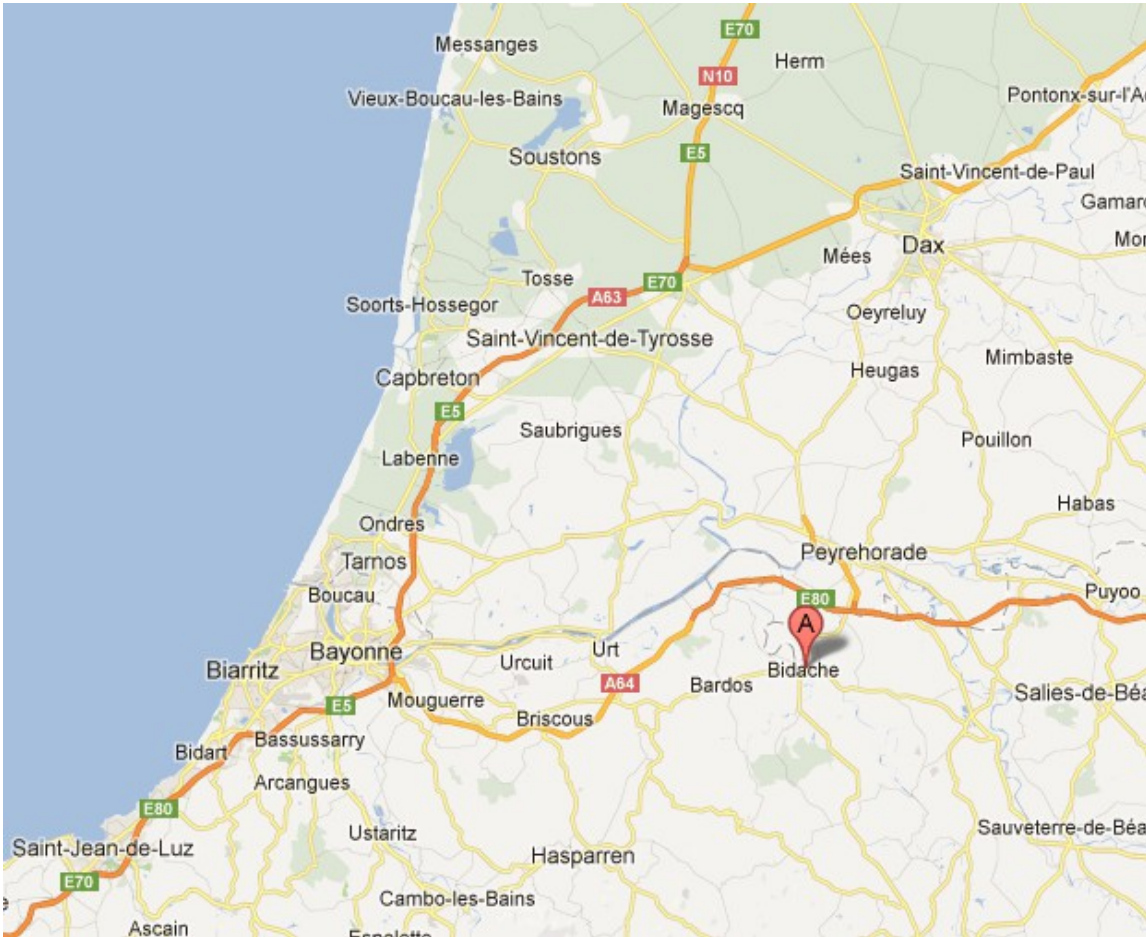 E70
Messanges
Herm
N10
Vieux-Boucau-les-Bains
Magescq
Pontonx-sur-l'A
E5
Soustons
Saint-Vincent-de-Paul
Gamar
Mor
Dax
Mées
Tosse
E70
A63
Soorts-Hossegor
Oeyreluy
Saint-Vincent-de-Tyrosse
Mimbaste
Heugas
Capbreton
E5
Saubrigues
Pouillon
Labenne
Habas
Ondres
Peyrehorade
Tarnos
Puyoo
Boucau
E80
A
Bayonne
Urt
Urcuit
Biarritz
Bidache
A64
Bardos
Salies-de-Béa
Mouguerre
E5
Briscous
Bassussarry
Bidart
Arcangues
E80
Ustaritz
Sauveterre-de-Béa
Saint-Jean-de-Luz
Hasparren
E70
Cambo-les-Bains
e
Ascain
Espelette